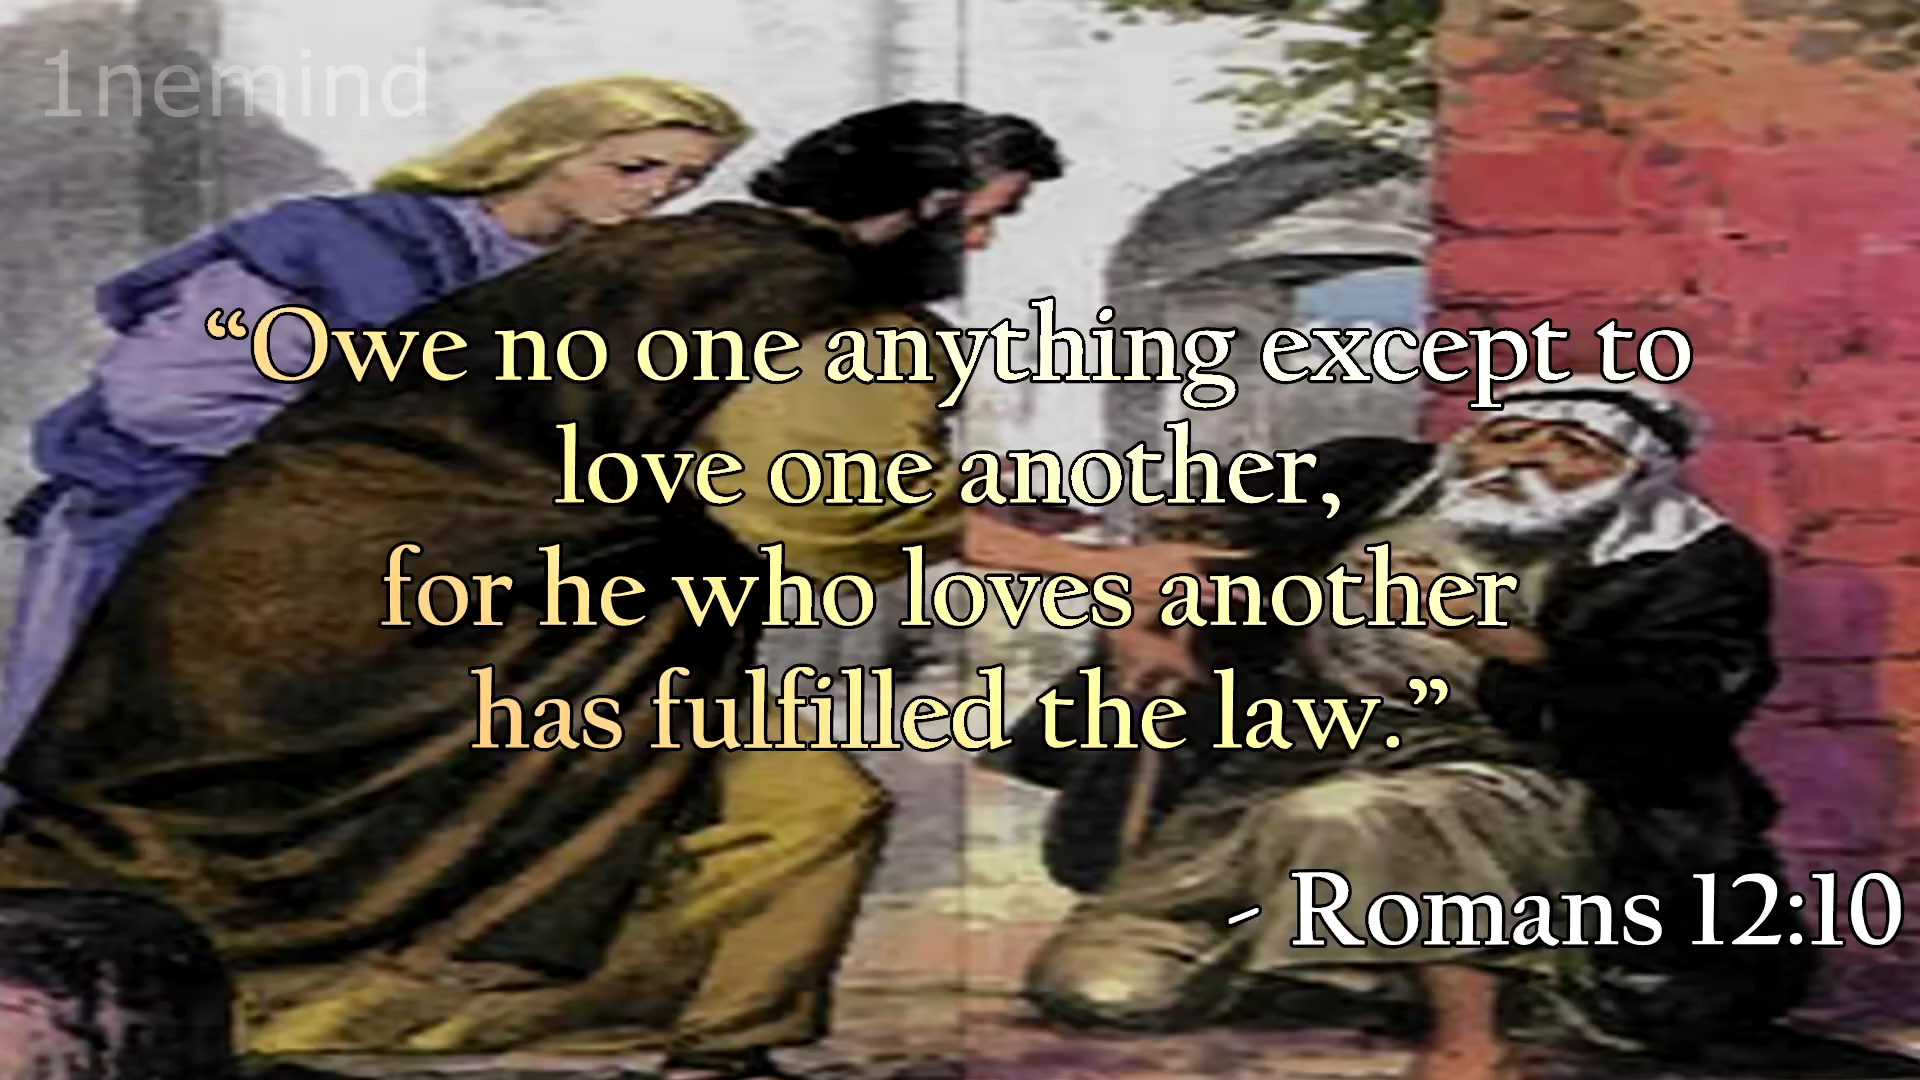 1nemind
“Owe no one anything except to
love one another,
for he who loves another
has fulfilled the law.”
- Romans 12:10